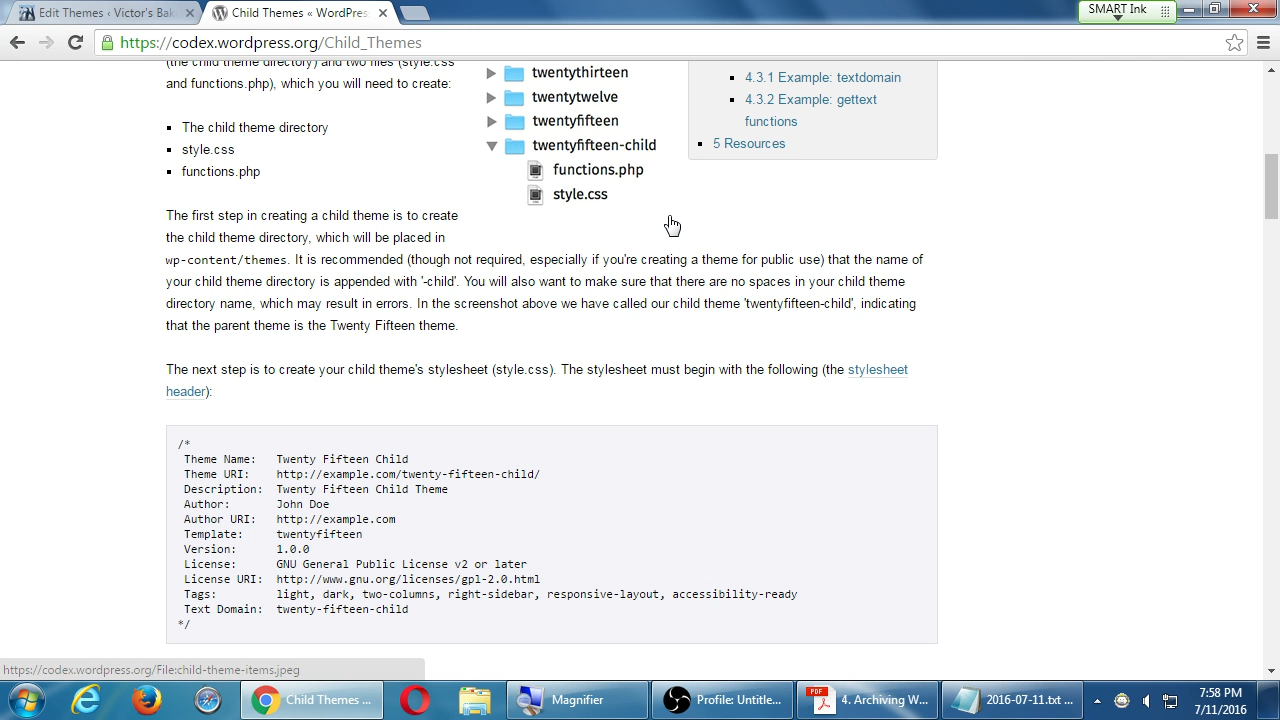 Edit Themes ‹ Victor's Bak
Child Themes « WordPres
SMART Ink
https://codex.wordpress.org/Child_Themes
(the child theme directory) and two files (style.css
and functions.php), which you will need to create:
The child theme directory
style.css
functions.php
twentythirteen
twentytwelve
twentyfifteen
twentyfifteen-child
functions.php
style.css
4.3.1 Example: textdomain
4.3.2 Example: gettext
functions
5 Resources
The first step in creating a child theme is to create
the child theme directory, which will be placed in
wp-content/themes. It is recommended (though not required, especially if you're creating a theme for public use) that the name of
your child theme directory is appended with '-child'. You will also want to make sure that there are no spaces in your child theme
directory name, which may result in errors. In the screenshot above we have called our child theme 'twentyfifteen-child', indicating
that the parent theme is the Twenty Fifteen theme.
The next step is to create your child theme's stylesheet (style.css). The stylesheet must begin with the following (the stylesheet
header):
/*
Theme Name: Twenty Fifteen Child
Theme URI: http://example.com/twenty-fifteen-child/
Description: Twenty Fifteen Child Theme
Author: John Doe
Author URI: http://example.com
Template: twentyfifteen
Version: 1.0.0
License: GNU General Public License v2 or later
License URI: http://www.gnu.org/licenses/gpl-2.0.html
Tags: light, dark, two-columns, right-sidebar, responsive-layout, accessibility-ready
Text Domain: twenty-fifteen-child
*/
https://codex.wordpress.org/File:child-theme-items.jpeg
Child Themes ...
Magnifier
Profile: Untitle...
PDF
4. Archiving W...
2016-07-11.txt ...
7:58 PM
7/11/2016